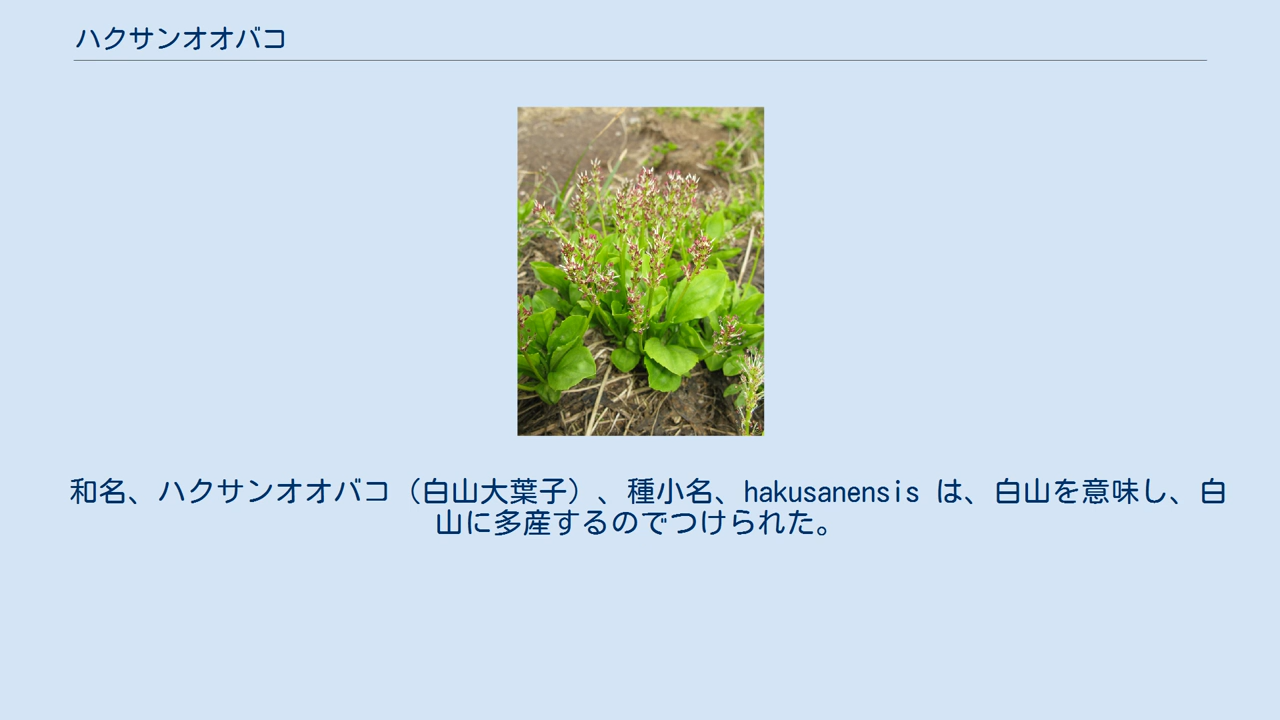 ハクサンオオバコ
和名、ハクサンオオバコ（白山大葉子）、種小名、hakusanensis は、白山を意味し、白
山に多産するのでつけられた。